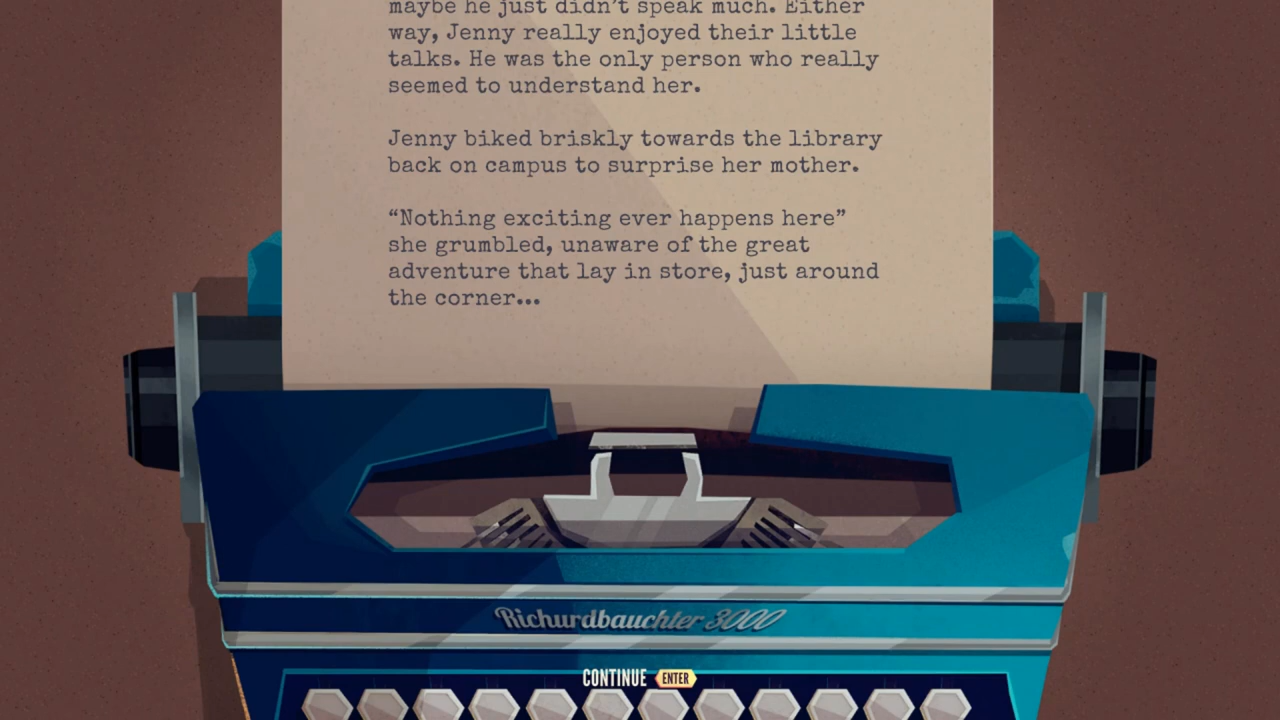 maybe he just didn't speak much. Either
way, Jenny really enjoyed their little
talks. He was the only person who really
seemed to understand her.
Jenny biked briskly towards the library
back on campus to surprise her mother.
“Nothing exciting ever happens here”
she grumbled, unaware of the great
adventure that lay in store, just around
the corner...
Richurdbauchler 3000
CONTINUE ENTER